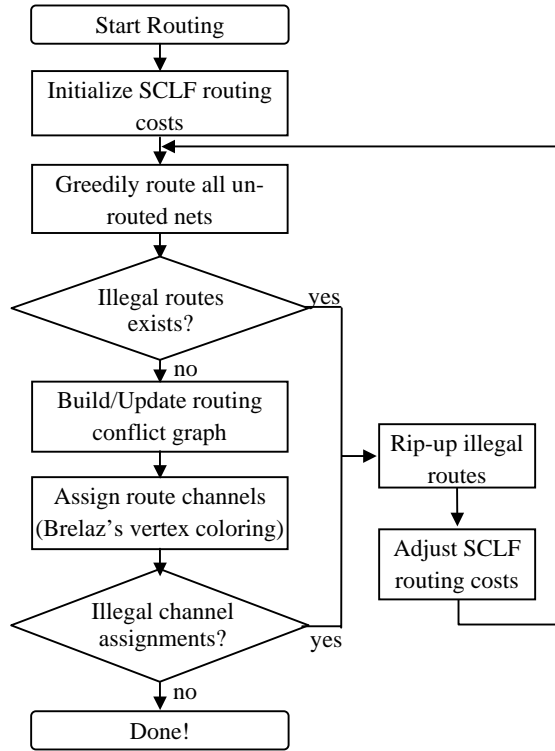 Start Routing
Initialize SCLF routing
costs
Greedily route all un-
routed nets
Illegal routes
exists?
yes
no
Build/Update routing
conflict graph
Rip-up illegal
routes
Assign route channels
(Brelaz's vertex coloring)
Adjust SCLF
routing costs
Illegal channel
assignments?
yes
no
Done!